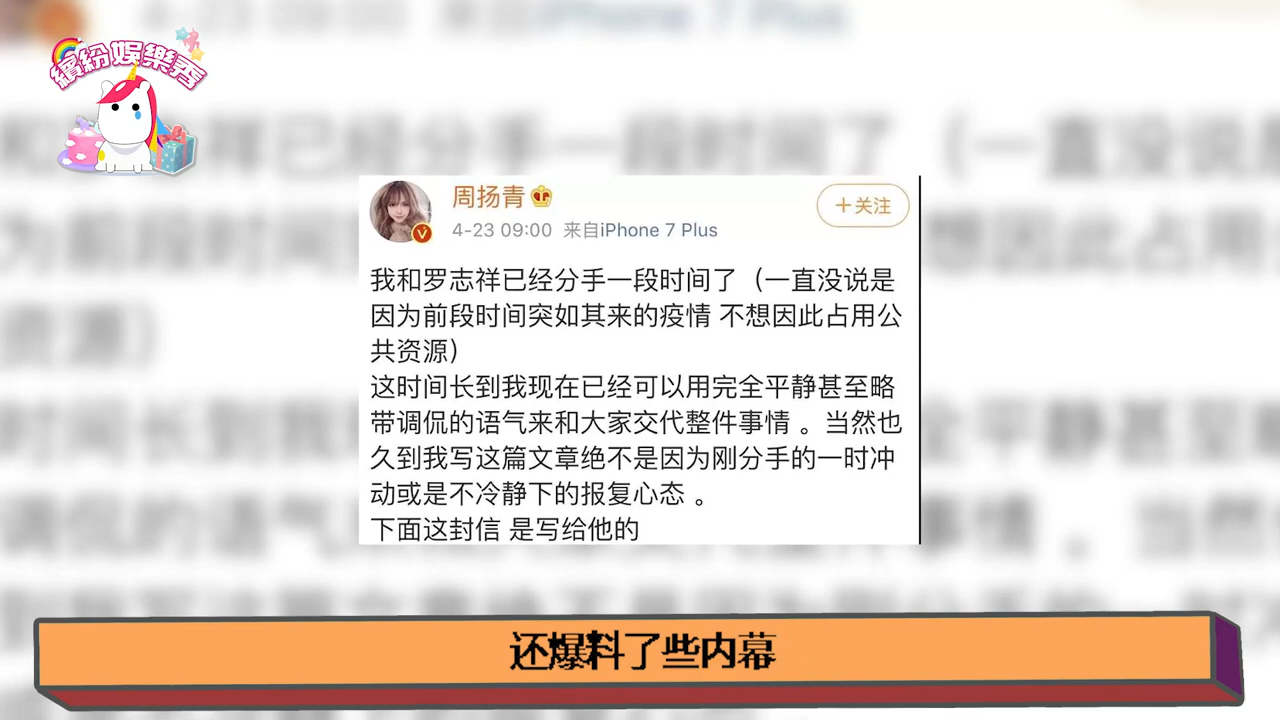 繽紛娛樂秀
周扬青
4-23 09:00 来自iPhone 7 Plus
+关注
我和罗志祥已经分手一段时间了（一直没说是
因为前段时间突如其来的疫情 不想因此占用公
共资源）
这时间长到我现在已经可以用完全平静甚至略
带调侃的语气来和大家交代整件事情 。当然也
久到我写这篇文章绝不是因为刚分手的一时冲
动或是不冷静下的报复心态 。
下面这封信 是写给他的
还爆料了些内幕